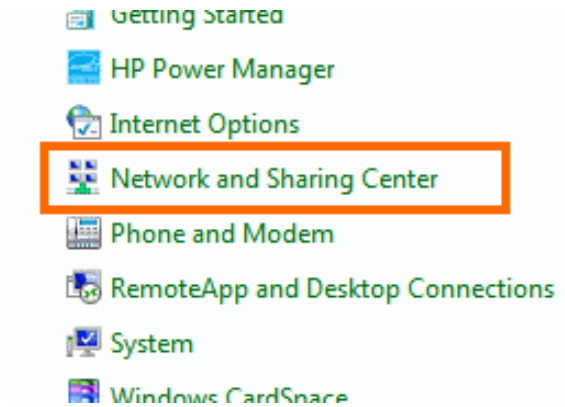 Getting Started
HP Power Manager
Internet Options
Network and Sharing Center
Phone and Modem
RemoteApp and Desktop Connections
System
Windows CardSpace